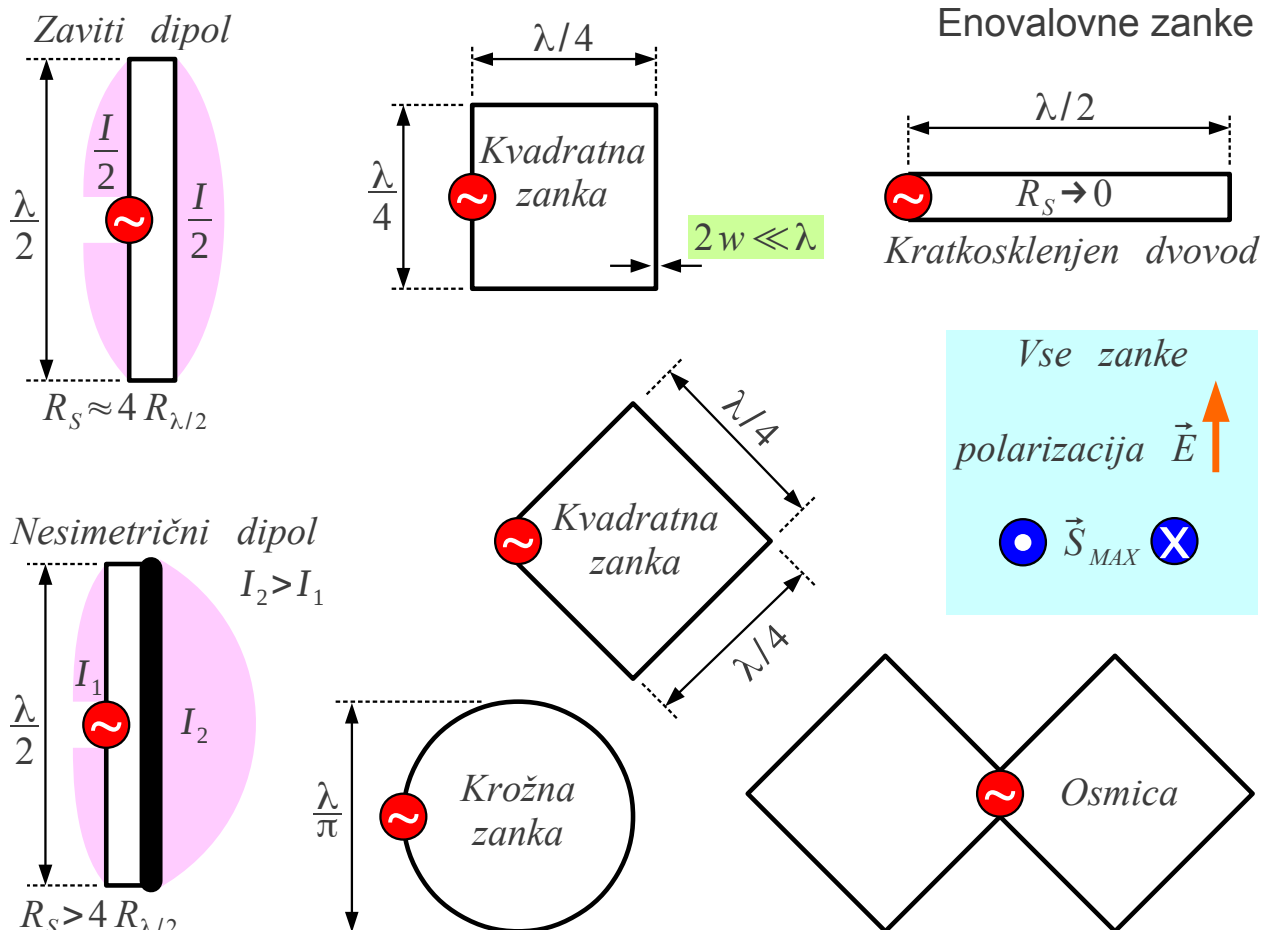 Enovalovne zanke
Zaviti dipol
λ/2
I/2
~
I/2
R_S≈4 R_λ/2
λ/4
λ/4
Kvadratna
zanka
~
2w≪λ
λ/2
~
R_S→0
Kratkosklenjen dvovod
Vse zanke
polarizacija E⃗
S⃗_MAX X
λ/4
Kvadratna
zanka
~
λ/4
Nesimetrični dipol
I_2>I_1
λ/2
I_1
~
I_2
R_S>4 R_λ/2
λ/π
Krožna
zanka
~
~
Osmica